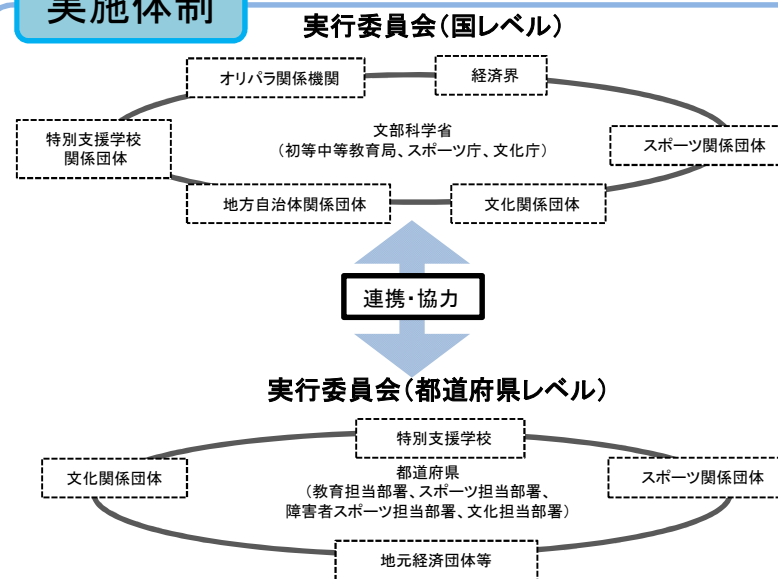 実施体制
実行委員会(国レベル)
オリパラ関係機関
経済界
特別支援学校
関係団体
文部科学省
(初等中等教育局、スポーツ庁、文化庁)
スポーツ関係団体
地方自治体関係団体
文化関係団体
連携・協力
実行委員会(都道府県レベル)
特別支援学校
文化関係団体
都道府県
(教育担当部署、スポーツ担当部署、
障害者スポーツ担当部署、文化担当部署)
スポーツ関係団体
地元経済団体等